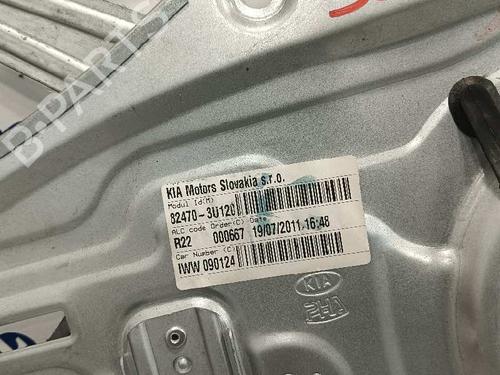 B-PARTS
KIA Motors Slovakia s.r.o.
Modul Id(M)
82470-3U120
ALC code Order(C) Date
R22 000667 19/07/2011 16:48
Car Number (C)
IWW 090124
KIA